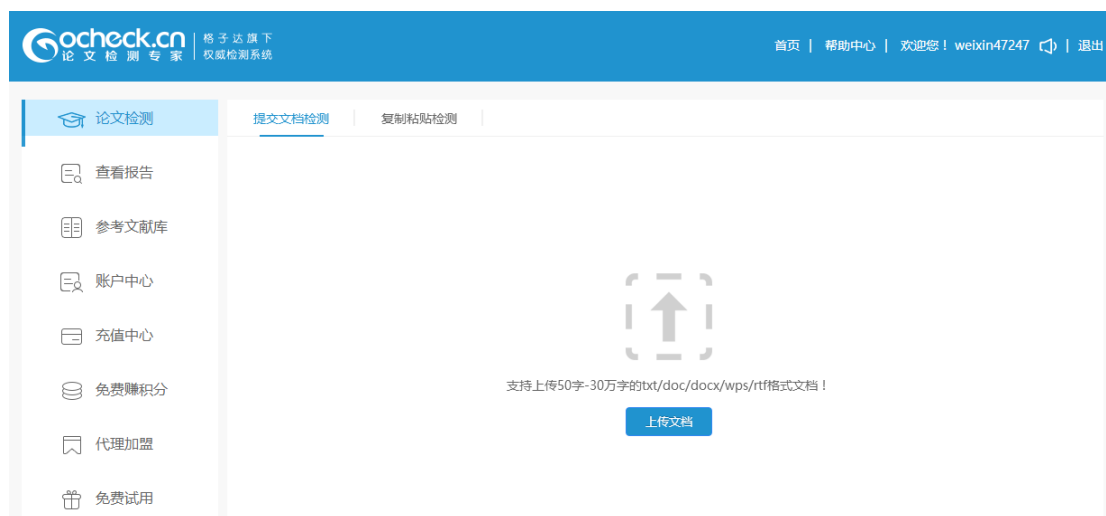 Gocheck.cn
论文检测专家
格子达旗下
权威检测系统
首页 | 帮助中心 | 欢迎您！weixin47247 | 退出
论文检测
提交文档检测
复制粘贴检测
查看报告
参考文献库
账户中心
充值中心
免费赚积分
代理加盟
免费试用
支持上传50字-30万字的txt/doc/docx/wps/rtf格式文档！
上传文档